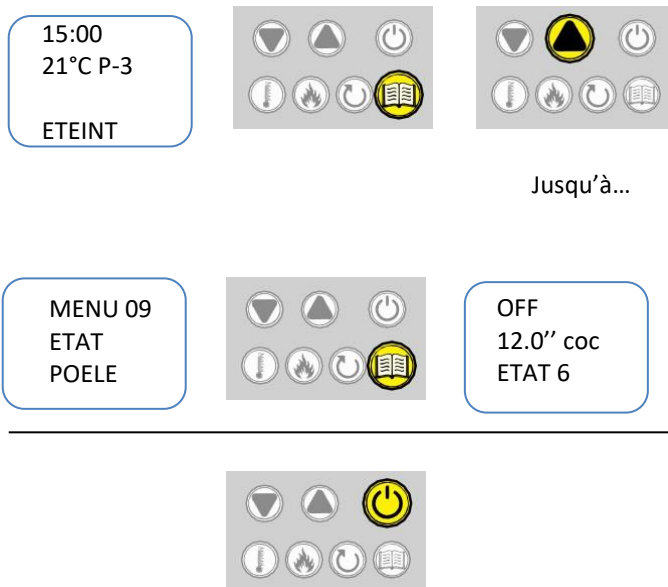 15:00
21°C P-3
ETEINT
Jusqu’à...
MENU 09
ETAT
POELE
OFF
12.0’’ coc
ETAT 6